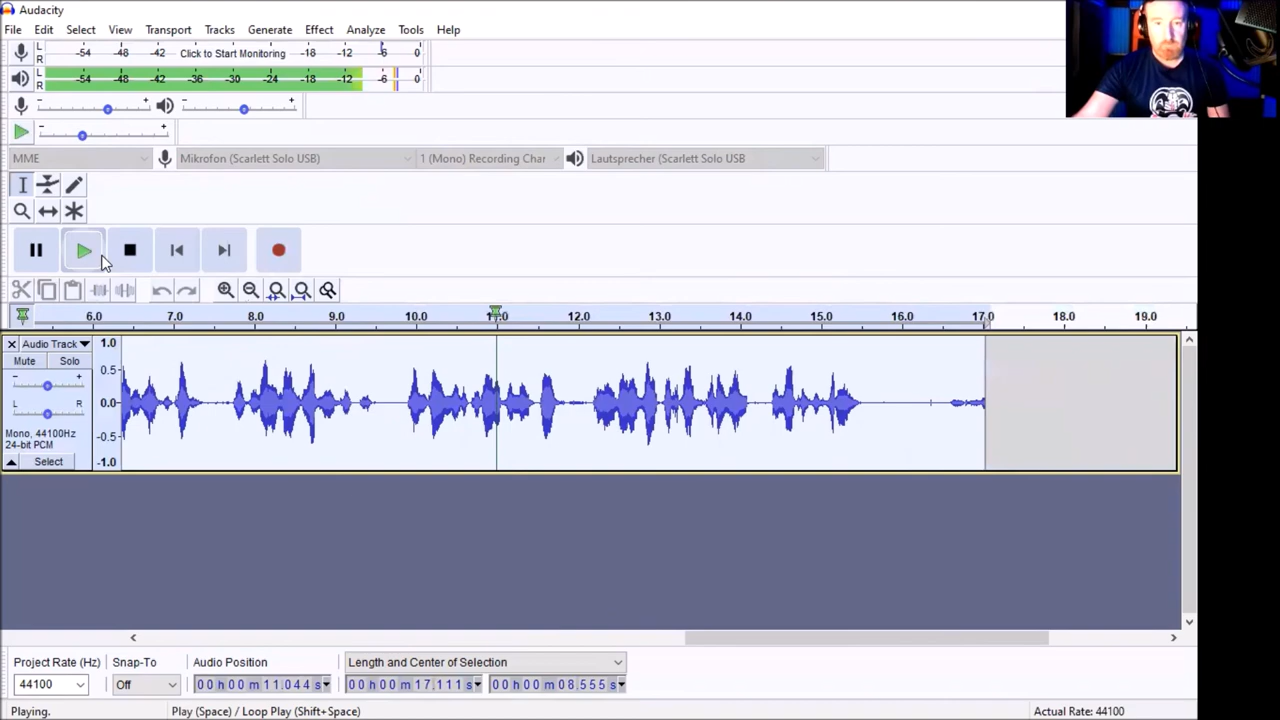 Audacity
File Edit Select View Transport Tracks Generate Effect Analyze Tools Help
L
R
-54 -48 -42 Click to Start Monitoring -18 -12 -6 0
L
R
-54 -48 -42 -36 -30 -24 -18 -12 -6 0
- + - +
- +
MME Mikrofon (Scarlett Solo USB) 1 (Mono) Recording Char Lautsprecher (Scarlett Solo USB
6.0 7.0 8.0 9.0 10.0 11.0 12.0 13.0 14.0 15.0 16.0 17.0 18.0 19.0
Audio Track 1.0
Mute Solo
0.5
- +
L R 0.0
Mono, 44100Hz
24-bit PCM -0.5
Select -1.0
Project Rate (Hz) Snap-To Audio Position Length and Center of Selection
44100 Off 00 h 00 m 11.044 s 00 h 00 m 17.111 s 00 h 00 m 08.555 s
Playing. Play (Space) / Loop Play (Shift+Space) Actual Rate: 44100